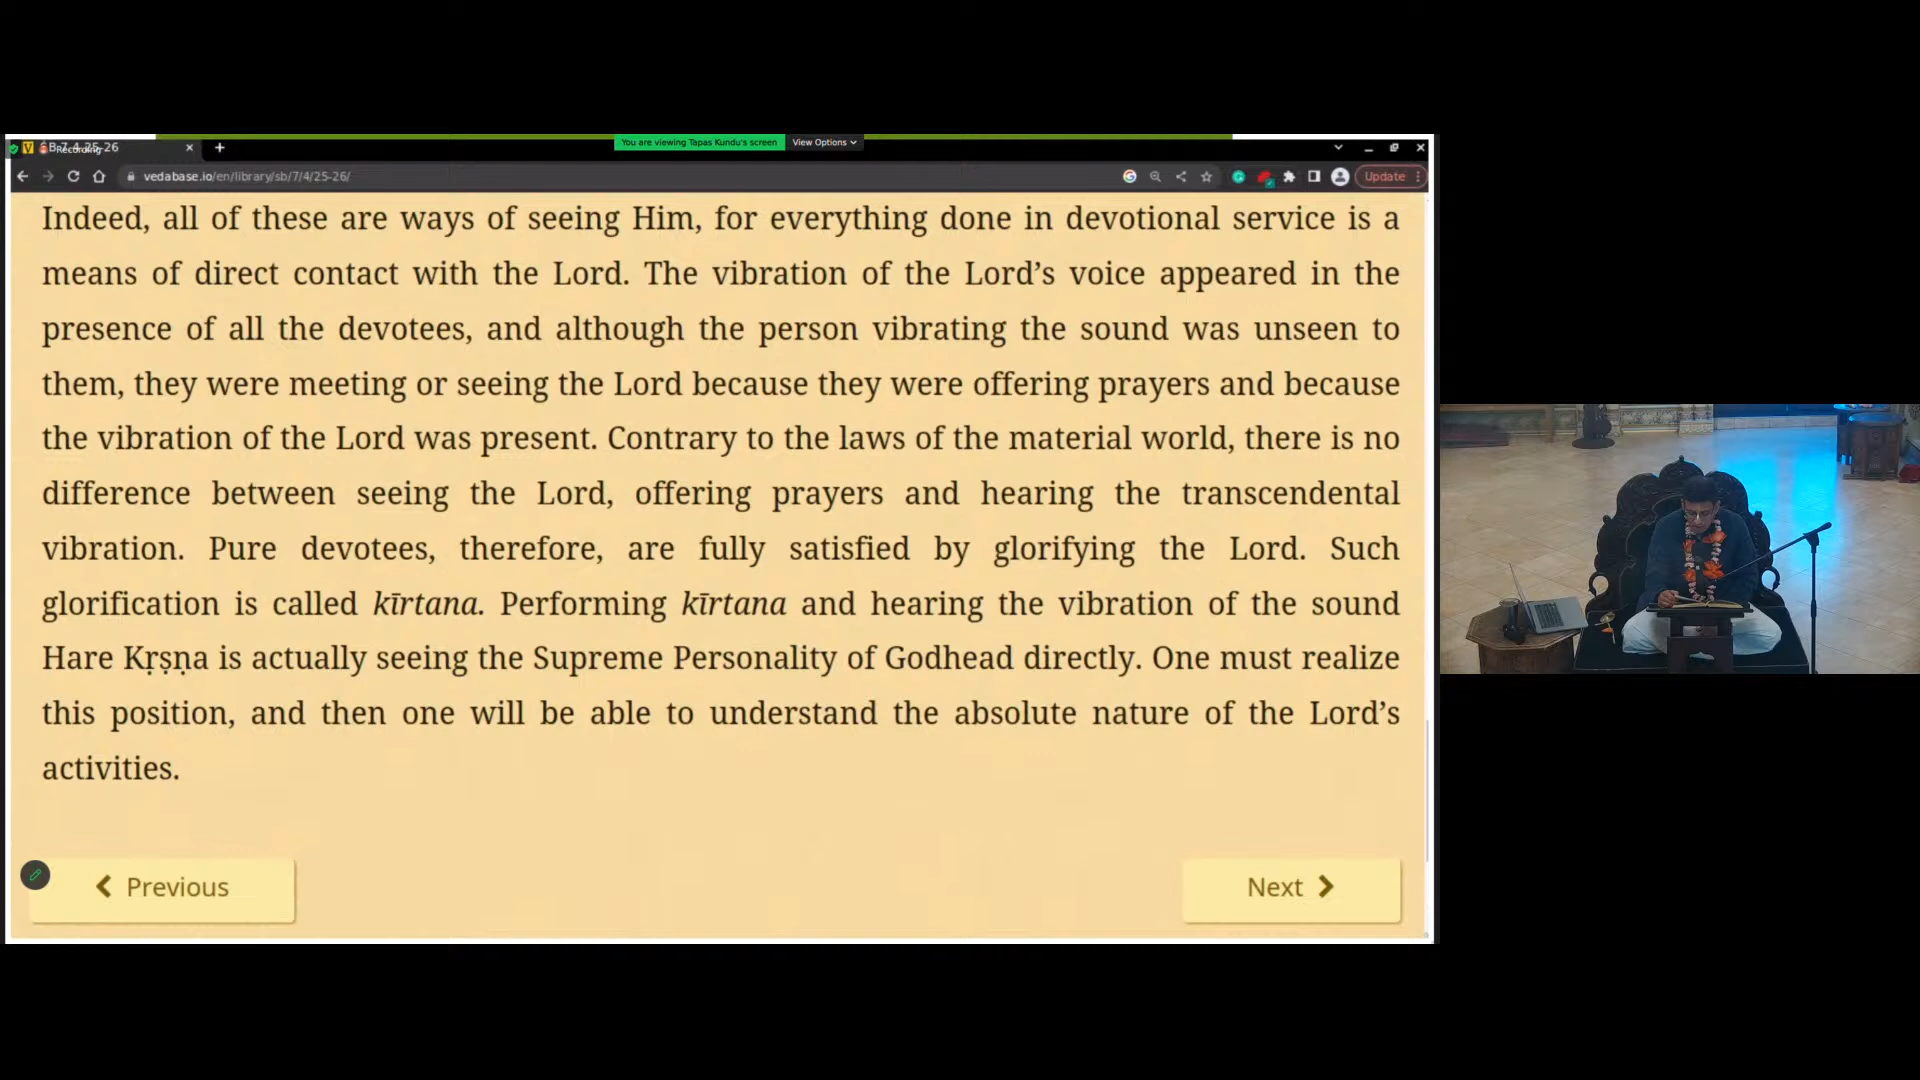 You are viewing Tapas Kundu's screen View Options
vedabase.io/en/library/sb/7/4/25-26/
Update
Indeed, all of these are ways of seeing Him, for everything done in devotional service is a
means of direct contact with the Lord. The vibration of the Lord’s voice appeared in the
presence of all the devotees, and although the person vibrating the sound was unseen to
them, they were meeting or seeing the Lord because they were offering prayers and because
the vibration of the Lord was present. Contrary to the laws of the material world, there is no
difference between seeing the Lord, offering prayers and hearing the transcendental
vibration. Pure devotees, therefore, are fully satisfied by glorifying the Lord. Such
glorification is called kīrtana. Performing kīrtana and hearing the vibration of the sound
Hare Kṛṣṇa is actually seeing the Supreme Personality of Godhead directly. One must realize
this position, and then one will be able to understand the absolute nature of the Lord’s
activities.
Previous
Next